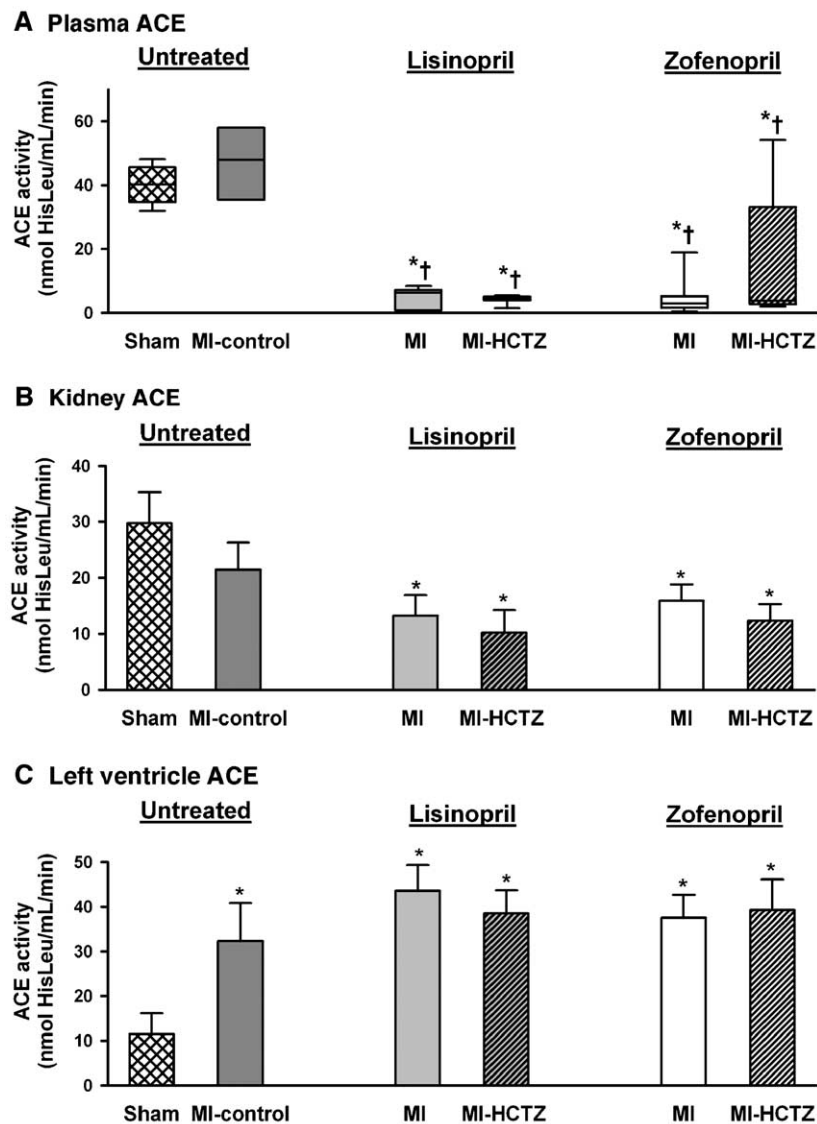 A Plasma ACE
Untreated Lisinopril Zofenopril
ACE activity
(nmol HisLeu/mL/min)
60
40
20
0
*† *† *† *†
Sham MI-control MI MI-HCTZ MI MI-HCTZ
B Kidney ACE
Untreated Lisinopril Zofenopril
ACE activity
(nmol HisLeu/mL/min)
40
30
20
10
0
* * * *
Sham MI-control MI MI-HCTZ MI MI-HCTZ
C Left ventricle ACE
Untreated Lisinopril Zofenopril
ACE activity
(nmol HisLeu/mL/min)
50
40
30
20
10
0
* * * * *
Sham MI-control MI MI-HCTZ MI MI-HCTZ